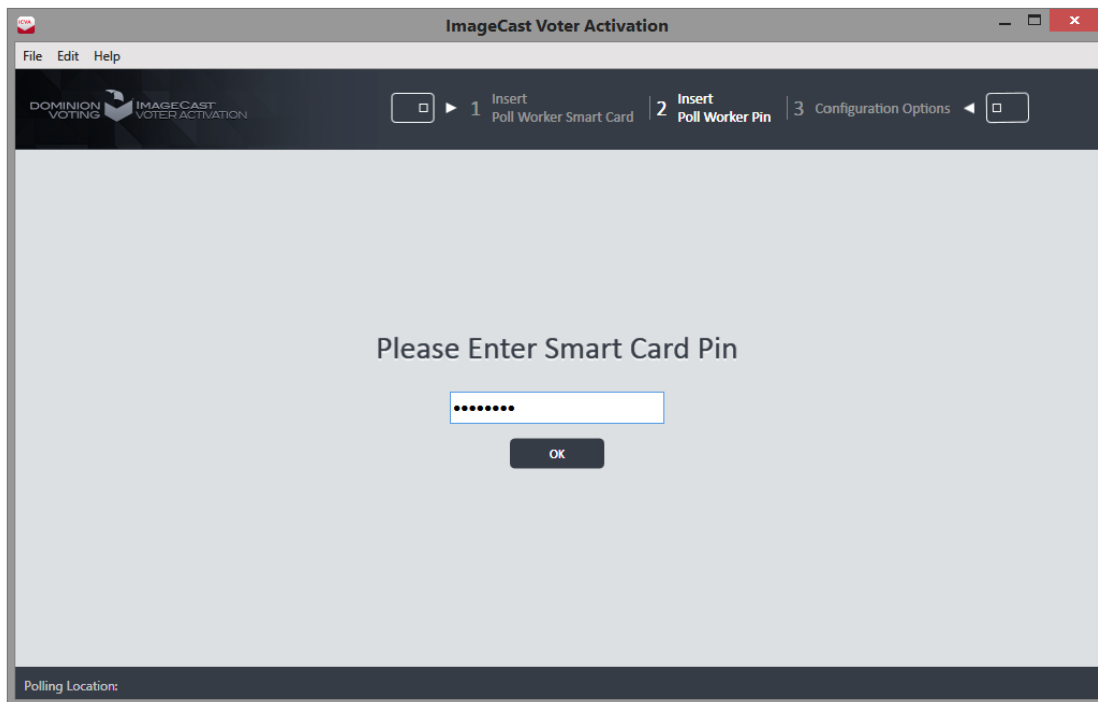 ICVA
ImageCast Voter Activation
File Edit Help
DOMINION VOTING
IMAGECAST VOTER ACTIVATION
1 Insert Poll Worker Smart Card
2 Insert Poll Worker Pin
3 Configuration Options
Please Enter Smart Card Pin
OK
Polling Location: